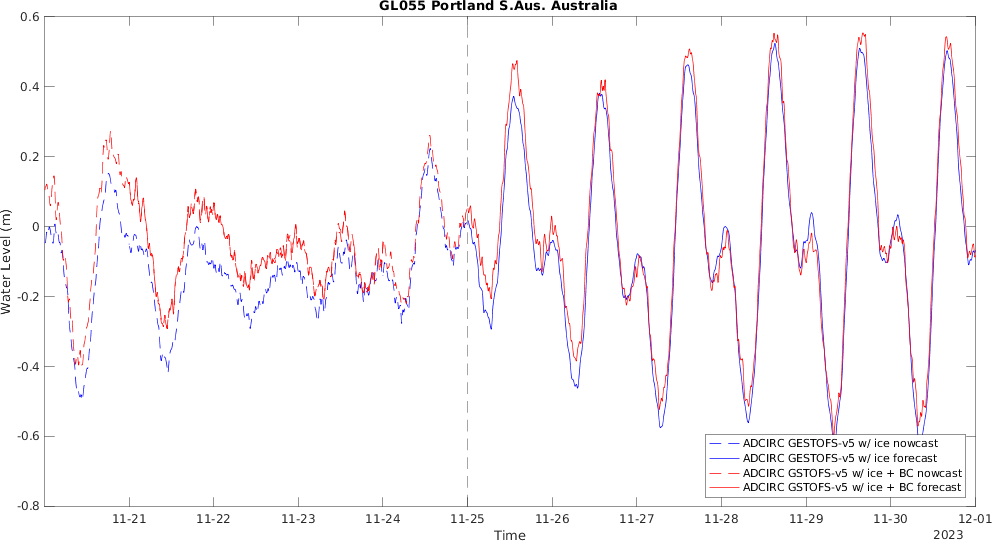 GL055 Portland S.Aus. Australia
0.6
0.4
0.2
0
-0.2
-0.4
-0.6
-0.8
Water Level (m)
ADCIRC GESTOFS-v5 w/ ice nowcast
ADCIRC GESTOFS-v5 w/ ice forecast
ADCIRC GSTOFS-v5 w/ ice + BC nowcast
ADCIRC GSTOFS-v5 w/ ice + BC forecast
11-21 11-22 11-23 11-24 11-25 11-26 11-27 11-28 11-29 11-30 12-01
Time
2023